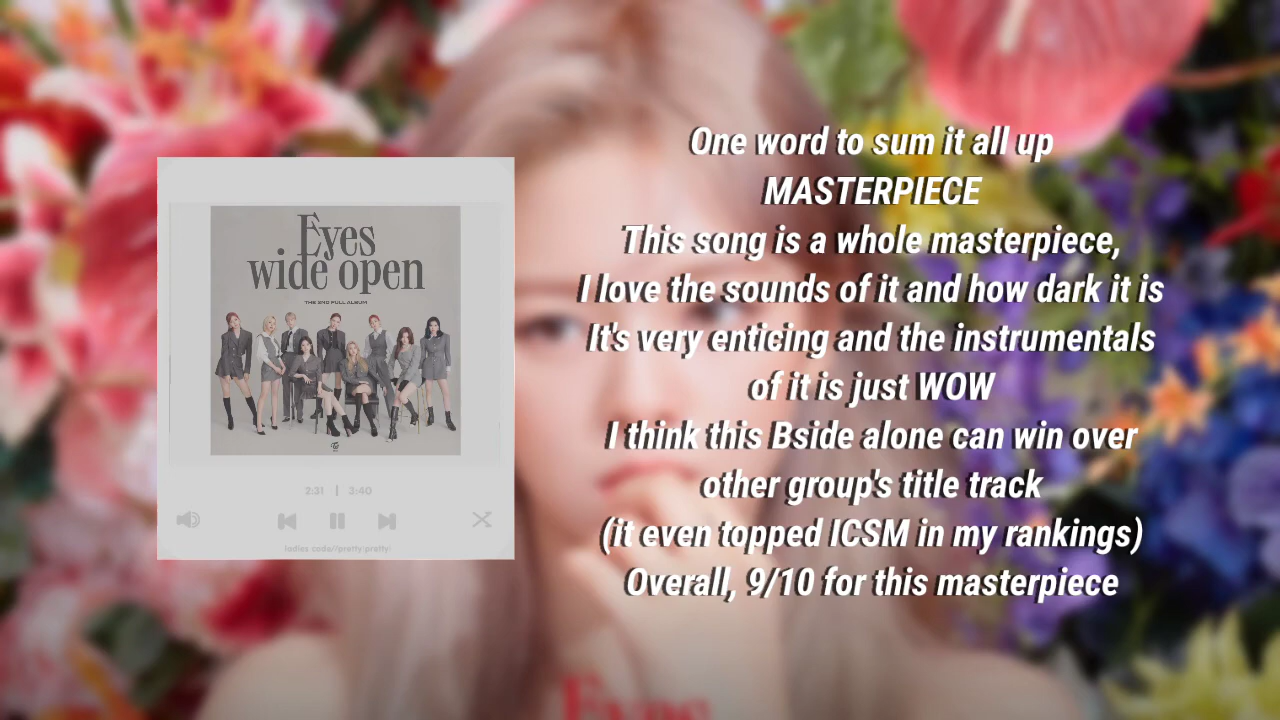 Eyes
wide open
THE 2ND FULL ALBUM
2:31 | 3:40
ladies code//pretty pretty
One word to sum it all up
MASTERPIECE
This song is a whole masterpiece,
I love the sounds of it and how dark it is
It's very enticing and the instrumentals
of it is just WOW
I think this Bside alone can win over
other group's title track
(it even topped ICSM in my rankings)
Overall, 9/10 for this masterpiece